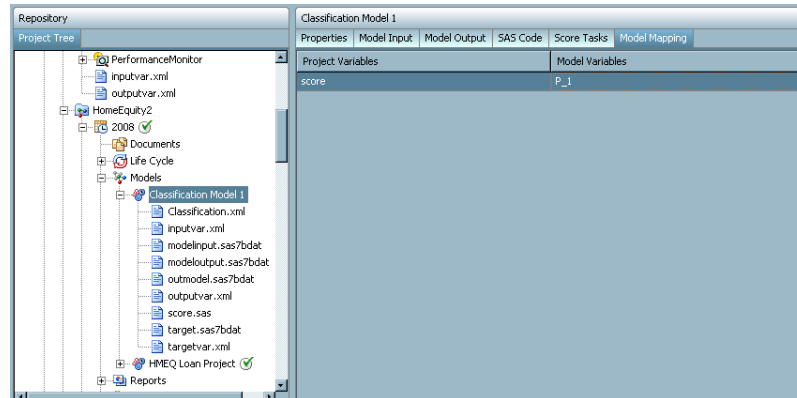 Repository
Project Tree
PerformanceMonitor
inputvar.xml
outputvar.xml
HomeEquity2
2008
Documents
Life Cycle
Models
Classification Model 1
Classification.xml
inputvar.xml
modelinput.sas7bdat
modeloutput.sas7bdat
outmodel.sas7bdat
outputvar.xml
score.sas
target.sas7bdat
targetvar.xml
HMEQ Loan Project
Reports
Classification Model 1
Properties Model Input Model Output SAS Code Score Tasks Model Mapping
Project Variables Model Variables
score P_1